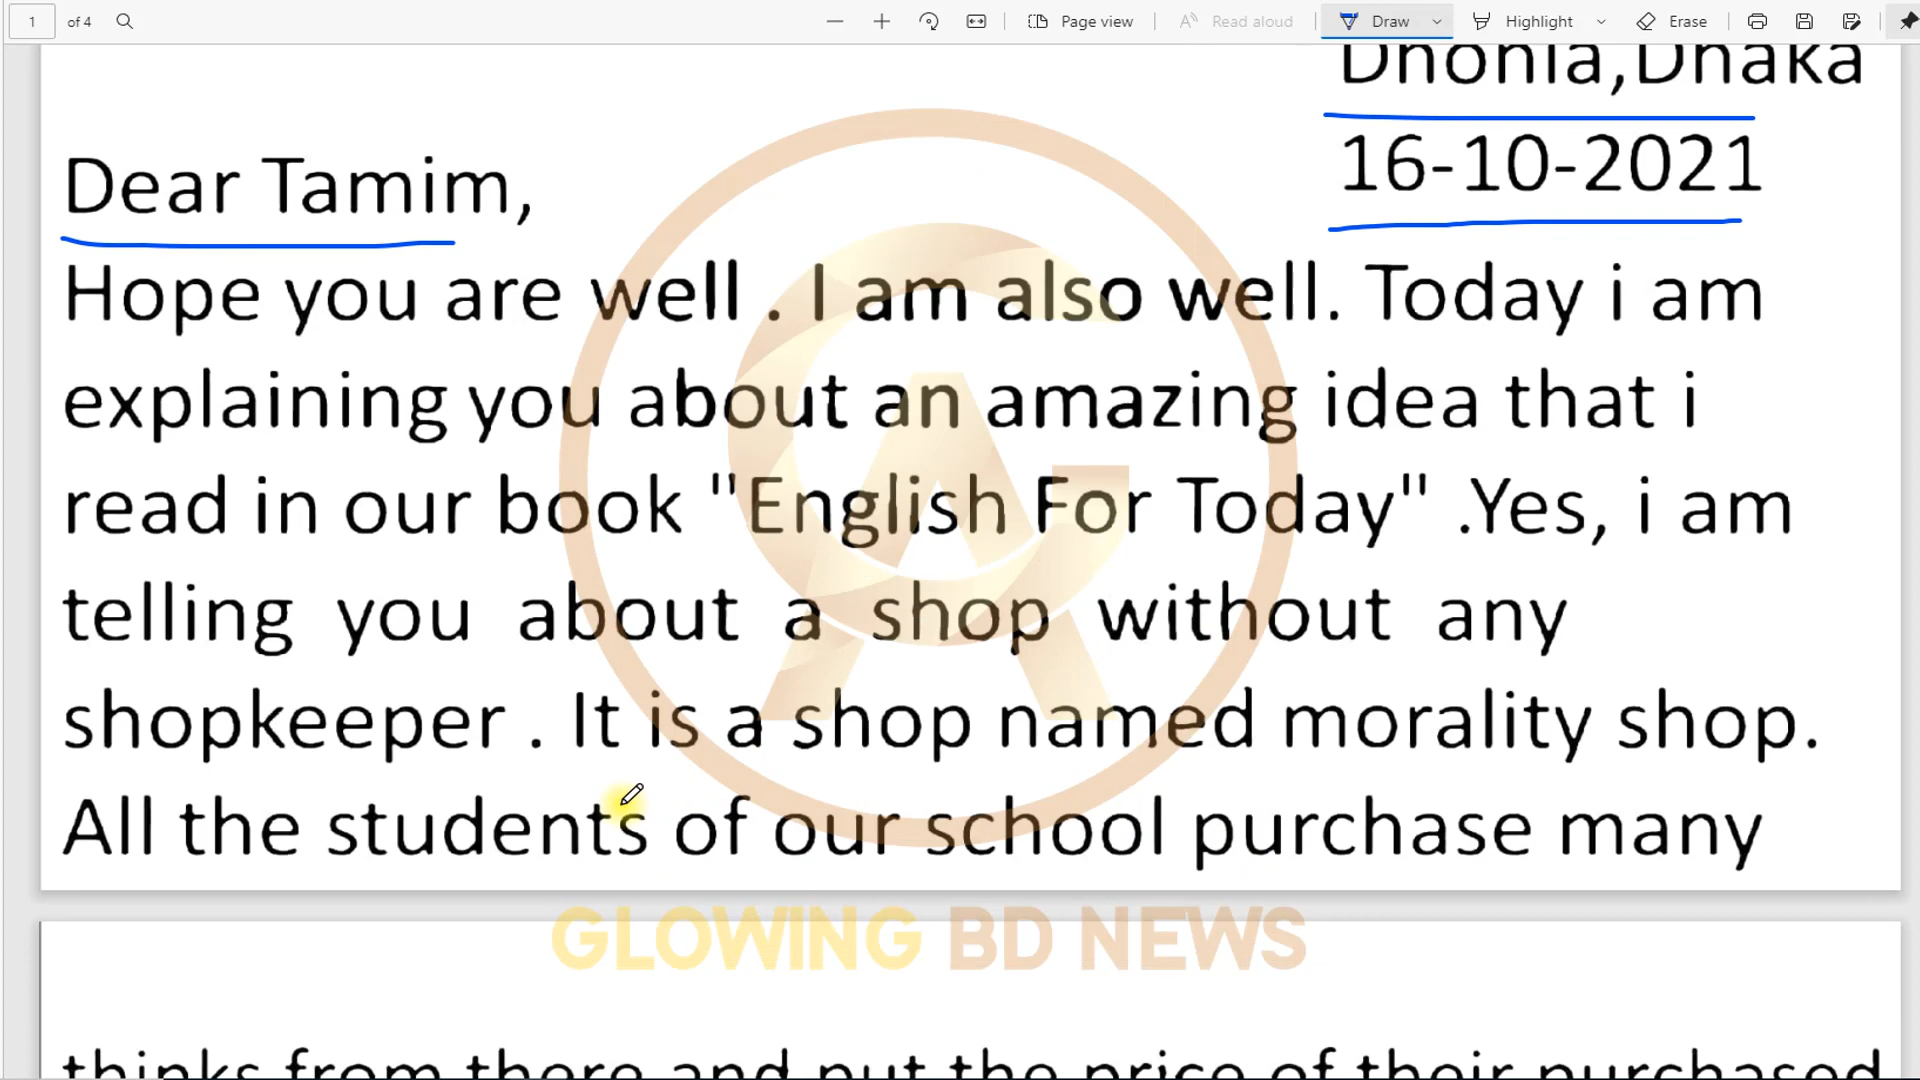 1 of 4 Page view Read aloud Draw Highlight Erase
Dhonia,Dhaka
16-10-2021
Dear Tamim,
Hope you are well . I am also well. Today i am
explaining you about an amazing idea that i
read in our book "English For Today" .Yes, i am
telling you about a shop without any
shopkeeper . It is a shop named morality shop.
All the students of our school purchase many
GLOWING BD NEWS
thinks from there and put the price of their purchased